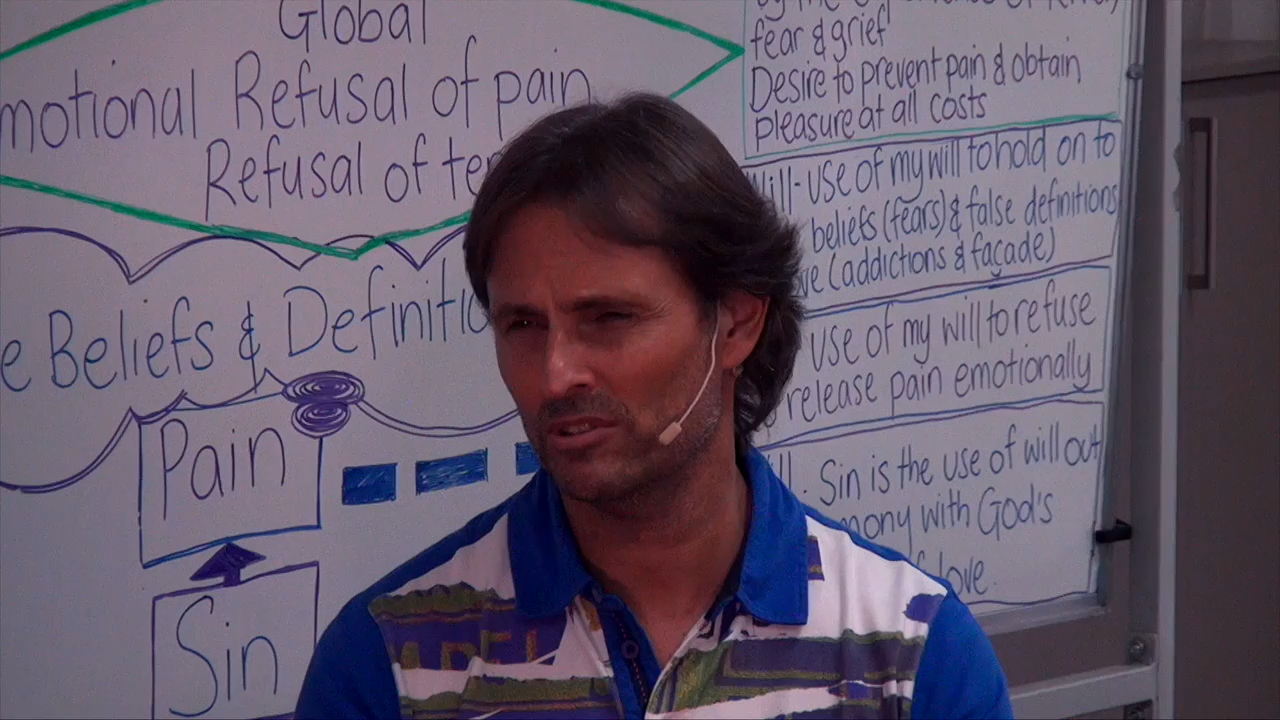 Global
motional Refusal of pain
Refusal of
e Beliefs & Definitio
Pain
Sin
fear & grief
Desire to prevent pain & obtain
pleasure at all costs
Will - use of my will to hold on to
beliefs (fears) & false definitions
ve (addictions & façade)
use of my will to refuse
release pain emotionally
ill. Sin is the use of will out
mony with God's
love.